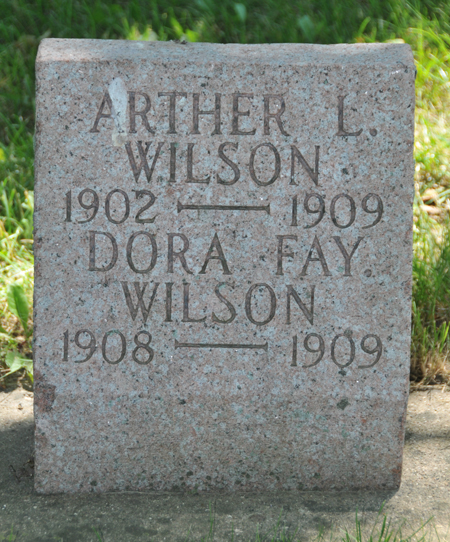 ARTHER L.
WILSON
1902 — 1909
DORA FAY
WILSON
1908 — 1909